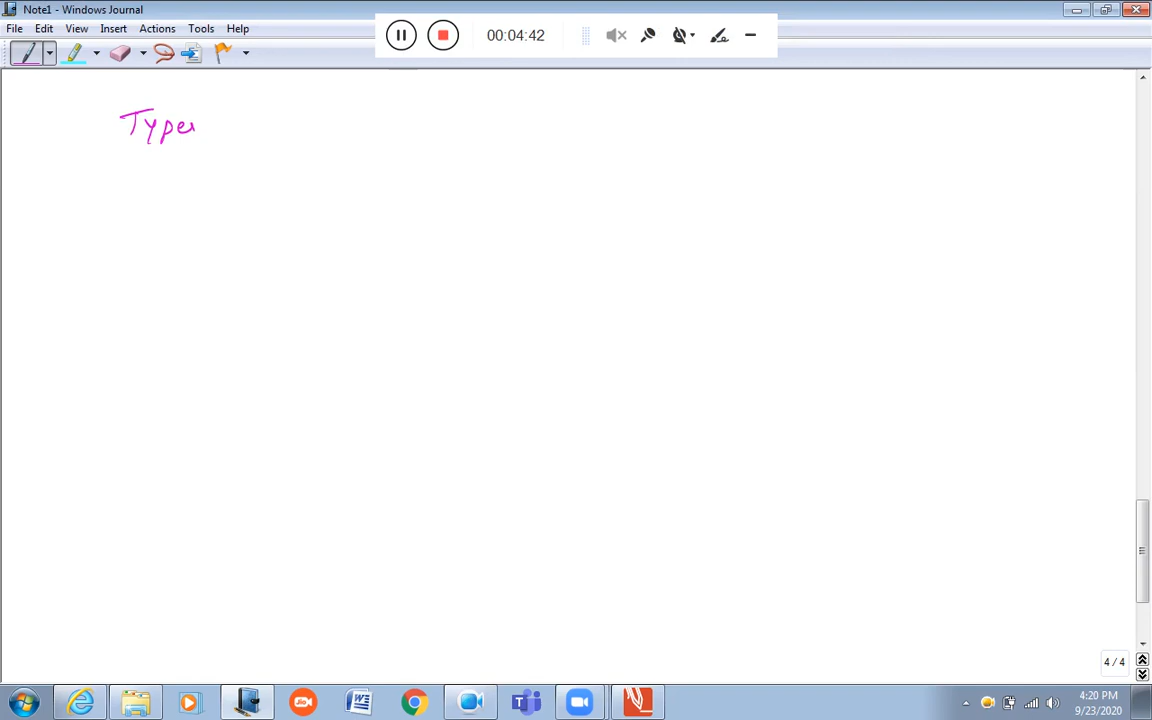 Note1 - Windows Journal
File Edit View Insert Actions Tools Help
00:04:42
Types
4 / 4
4:20 PM
9/23/2020